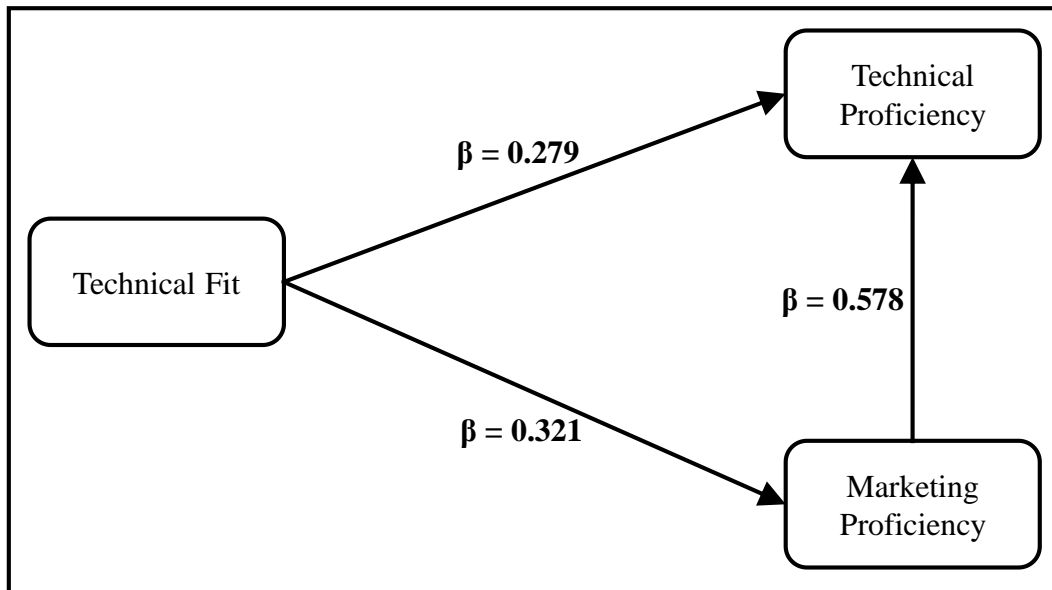 Technical
Proficiency
β = 0.279
Technical Fit
β = 0.578
β = 0.321
Marketing
Proficiency